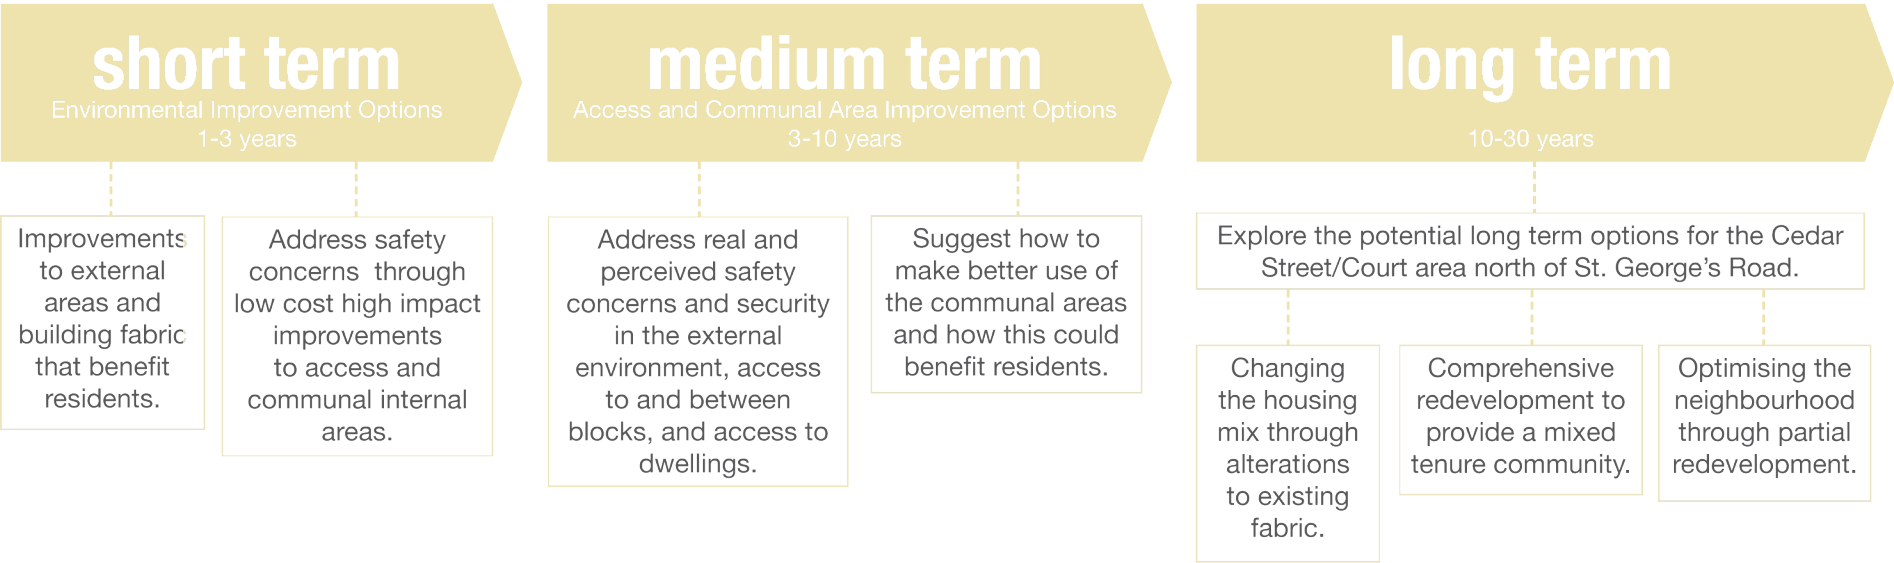 short term
Environmental Improvement Options
1-3 years
Improvements
to external
areas and
building fabric
that benefit
residents.
Address safety
concerns through
low cost high impact
improvements
to access and
communal internal
areas.
medium term
Access and Communal Area Improvement Options
3-10 years
Address real and
perceived safety
concerns and security
in the external
environment, access
to and between
blocks, and access to
dwellings.
Suggest how to
make better use of
the communal areas
and how this could
benefit residents.
long term
10-30 years
Explore the potential long term options for the Cedar
Street/Court area north of St. George’s Road.
Changing
the housing
mix through
alterations
to existing
fabric.
Comprehensive
redevelopment to
provide a mixed
tenure community.
Optimising the
neighbourhood
through partial
redevelopment.